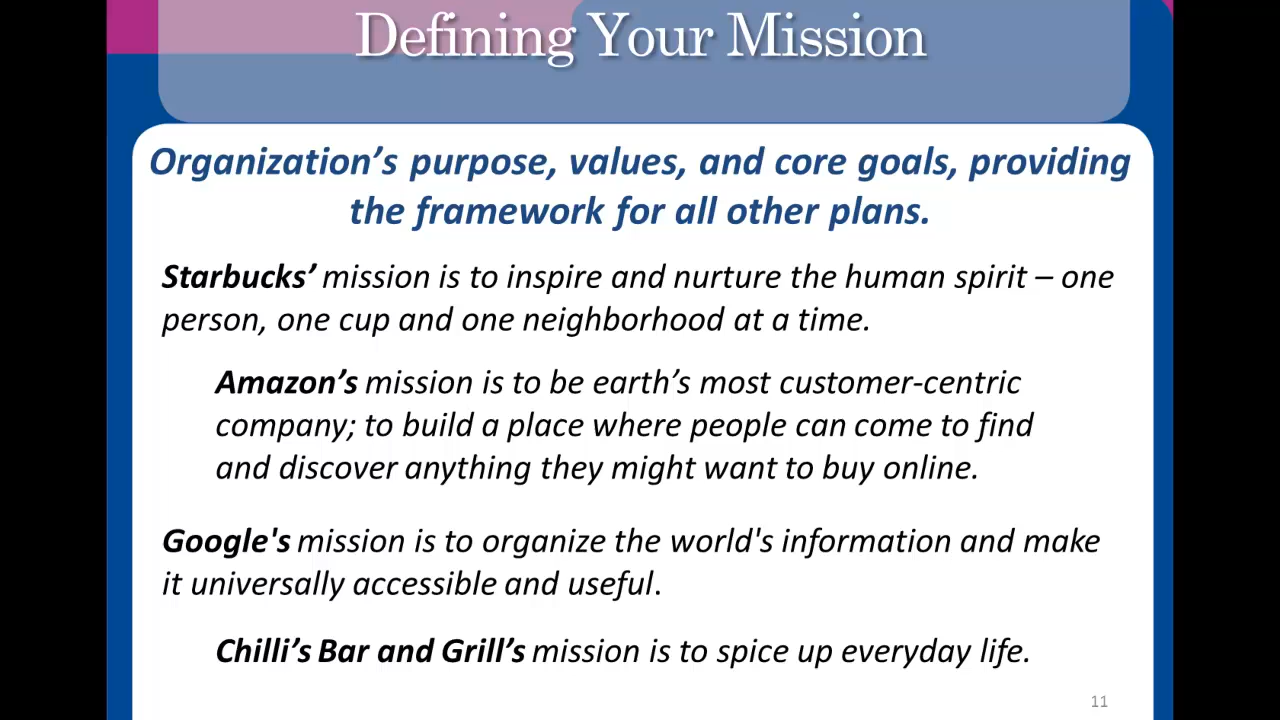 Defining Your Mission
Organization’s purpose, values, and core goals, providing
the framework for all other plans.
Starbucks’ mission is to inspire and nurture the human spirit – one
person, one cup and one neighborhood at a time.
Amazon’s mission is to be earth’s most customer-centric
company; to build a place where people can come to find
and discover anything they might want to buy online.
Google's mission is to organize the world's information and make
it universally accessible and useful.
Chilli’s Bar and Grill’s mission is to spice up everyday life.
11